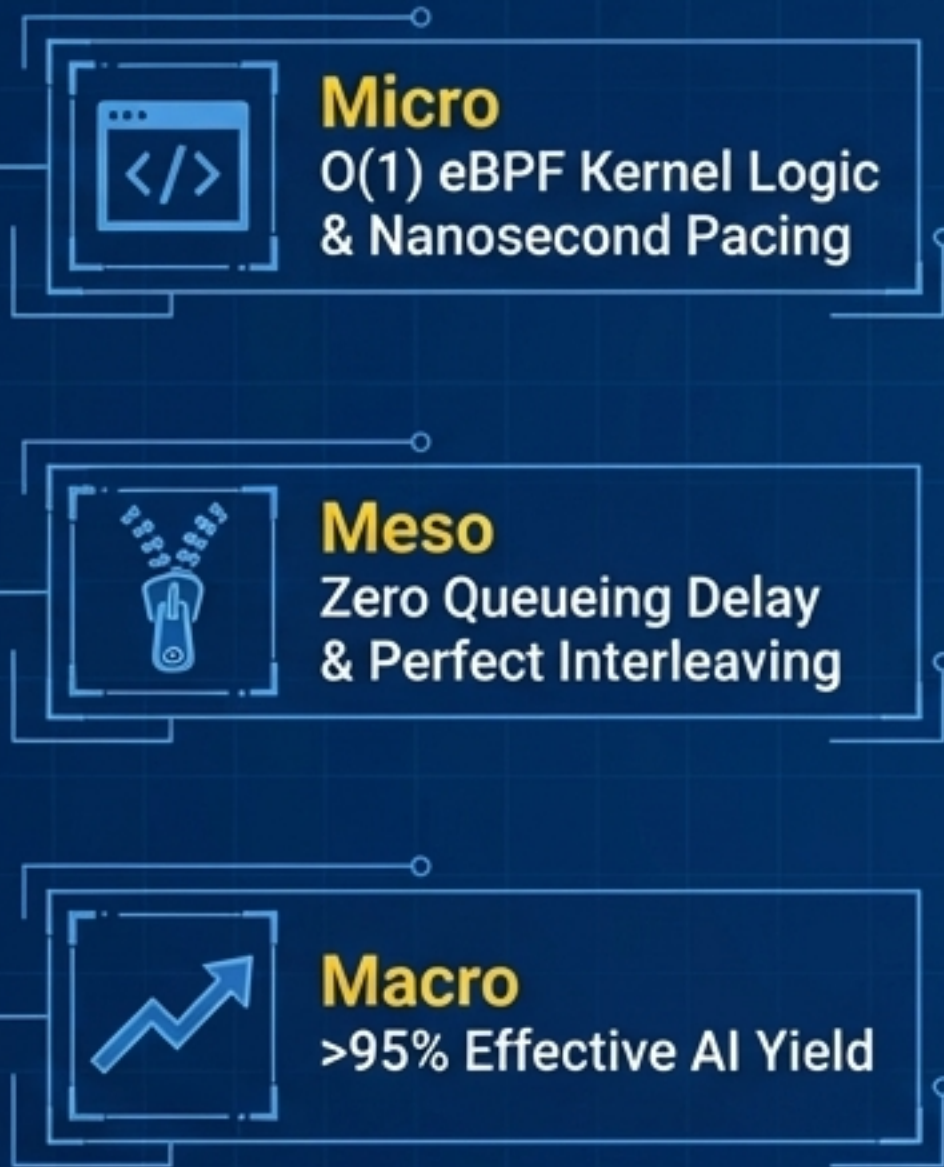 Micro
O(1) eBPF Kernel Logic
& Nanosecond Pacing
Meso
Zero Queueing Delay
& Perfect Interleaving
Macro
>95% Effective AI Yield